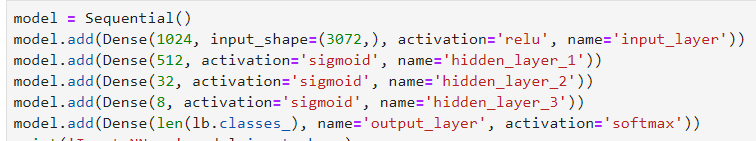 model = Sequential()
model.add(Dense(1024, input_shape=(3072,), activation='relu', name='input_layer'))
model.add(Dense(512, activation='sigmoid', name='hidden_layer_1'))
model.add(Dense(32, activation='sigmoid', name='hidden_layer_2'))
model.add(Dense(8, activation='sigmoid', name='hidden_layer_3'))
model.add(Dense(len(lb.classes_), name='output_layer', activation='softmax'))